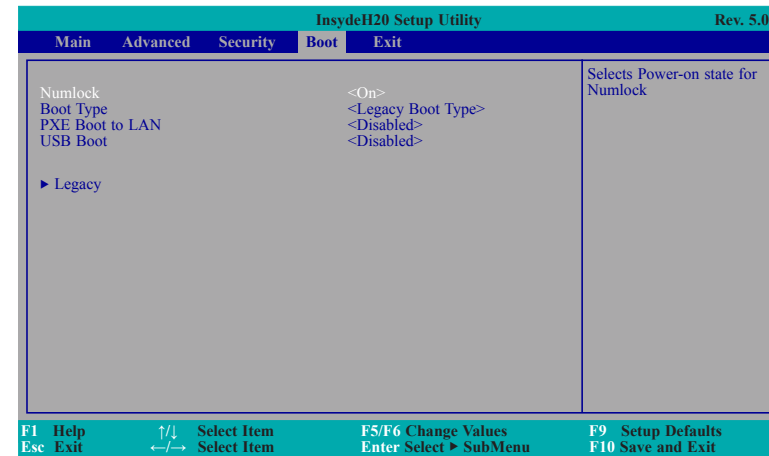 InsydeH20 Setup Utility Rev. 5.0
Main Advanced Security Boot Exit
Numlock <On>
Boot Type <Legacy Boot Type>
PXE Boot to LAN <Disabled>
USB Boot <Disabled>
▶ Legacy
Selects Power-on state for
Numlock
F1 Help ↑/↓ Select Item F5/F6 Change Values F9 Setup Defaults
Esc Exit ←/→ Select Item Enter Select ▶ SubMenu F10 Save and Exit